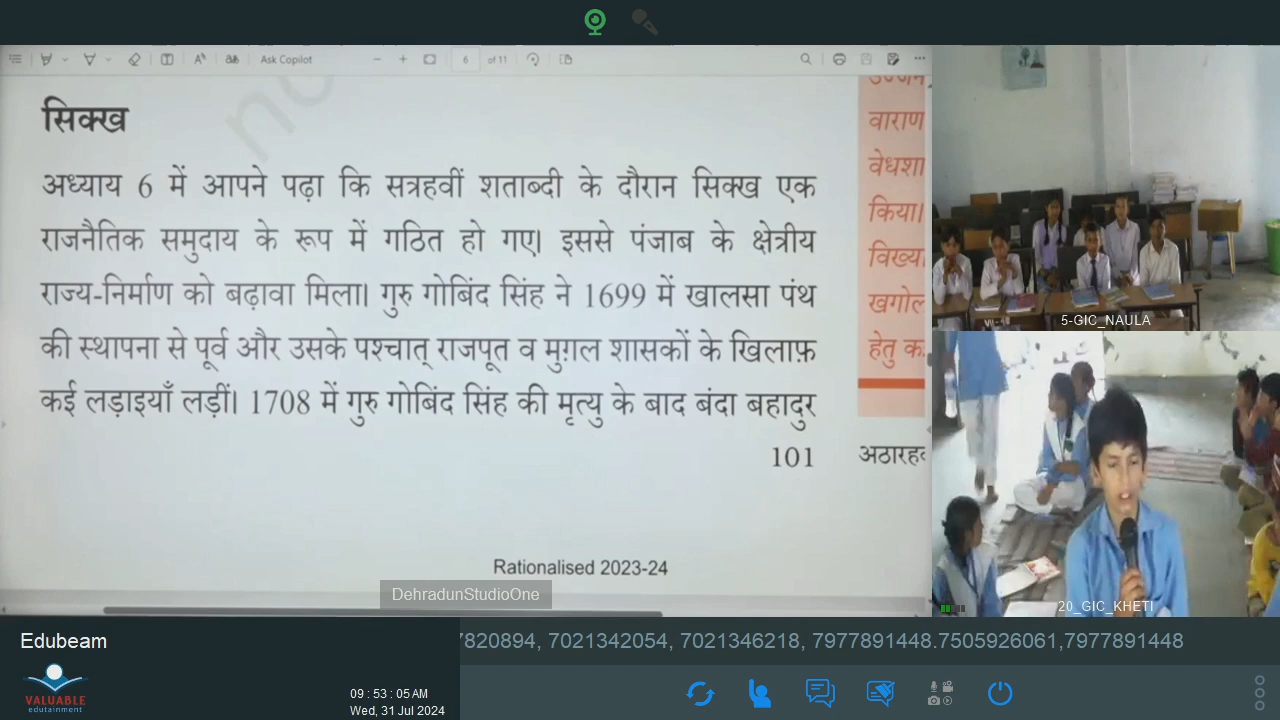 Ask Copilot
6
of 11
सिक्ख
अध्याय 6 में आपने पढ़ा कि सत्रहवीं शताब्दी के दौरान सिक्ख एक
राजनैतिक समुदाय के रूप में गठित हो गए। इससे पंजाब के क्षेत्रीय
राज्य-निर्माण को बढ़ावा मिला। गुरु गोबिंद सिंह ने 1699 में खालसा पंथ
की स्थापना से पूर्व और उसके पश्चात् राजपूत व मुग़ल शासकों के खिलाफ़
कई लड़ाइयाँ लड़ीं। 1708 में गुरु गोबिंद सिंह की मृत्यु के बाद बंदा बहादुर
101
वाराण
वेधशा
किया।
विख्या
खगोल
हेतु क
अठारहव
Rationalised 2023-24
DehradunStudioOne
5-GIC_NAULA
20_GIC_KHETI
Edubeam
VALUABLE
edutainment
09 : 53 : 05 AM
Wed, 31 Jul 2024
7820894, 7021342054, 7021346218, 7977891448.7505926061,7977891448